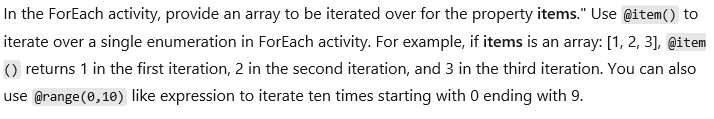 In the ForEach activity, provide an array to be iterated over for the property items." Use @item() to
iterate over a single enumeration in ForEach activity. For example, if items is an array: [1, 2, 3], @item
() returns 1 in the first iteration, 2 in the second iteration, and 3 in the third iteration. You can also
use @range(0,10) like expression to iterate ten times starting with 0 ending with 9.